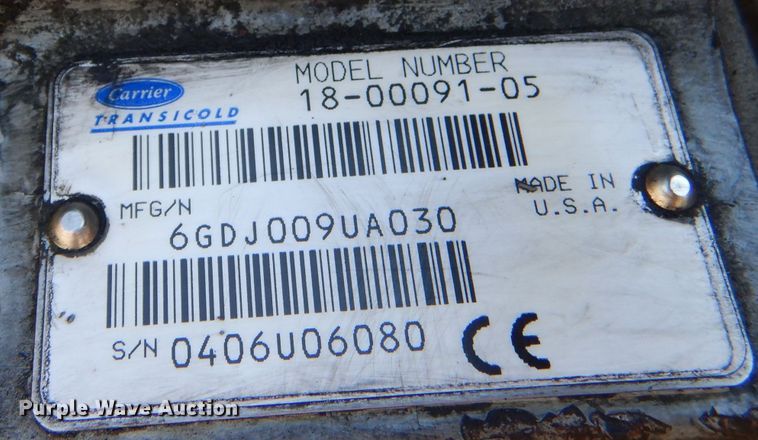 MODEL NUMBER
Carrier
18-00091-05
TRANSICOLD
MFG/N
MADE IN
6GDJ009UA030
U.S.A.
S/N 0406U06080
CE
Purple Wave Auction